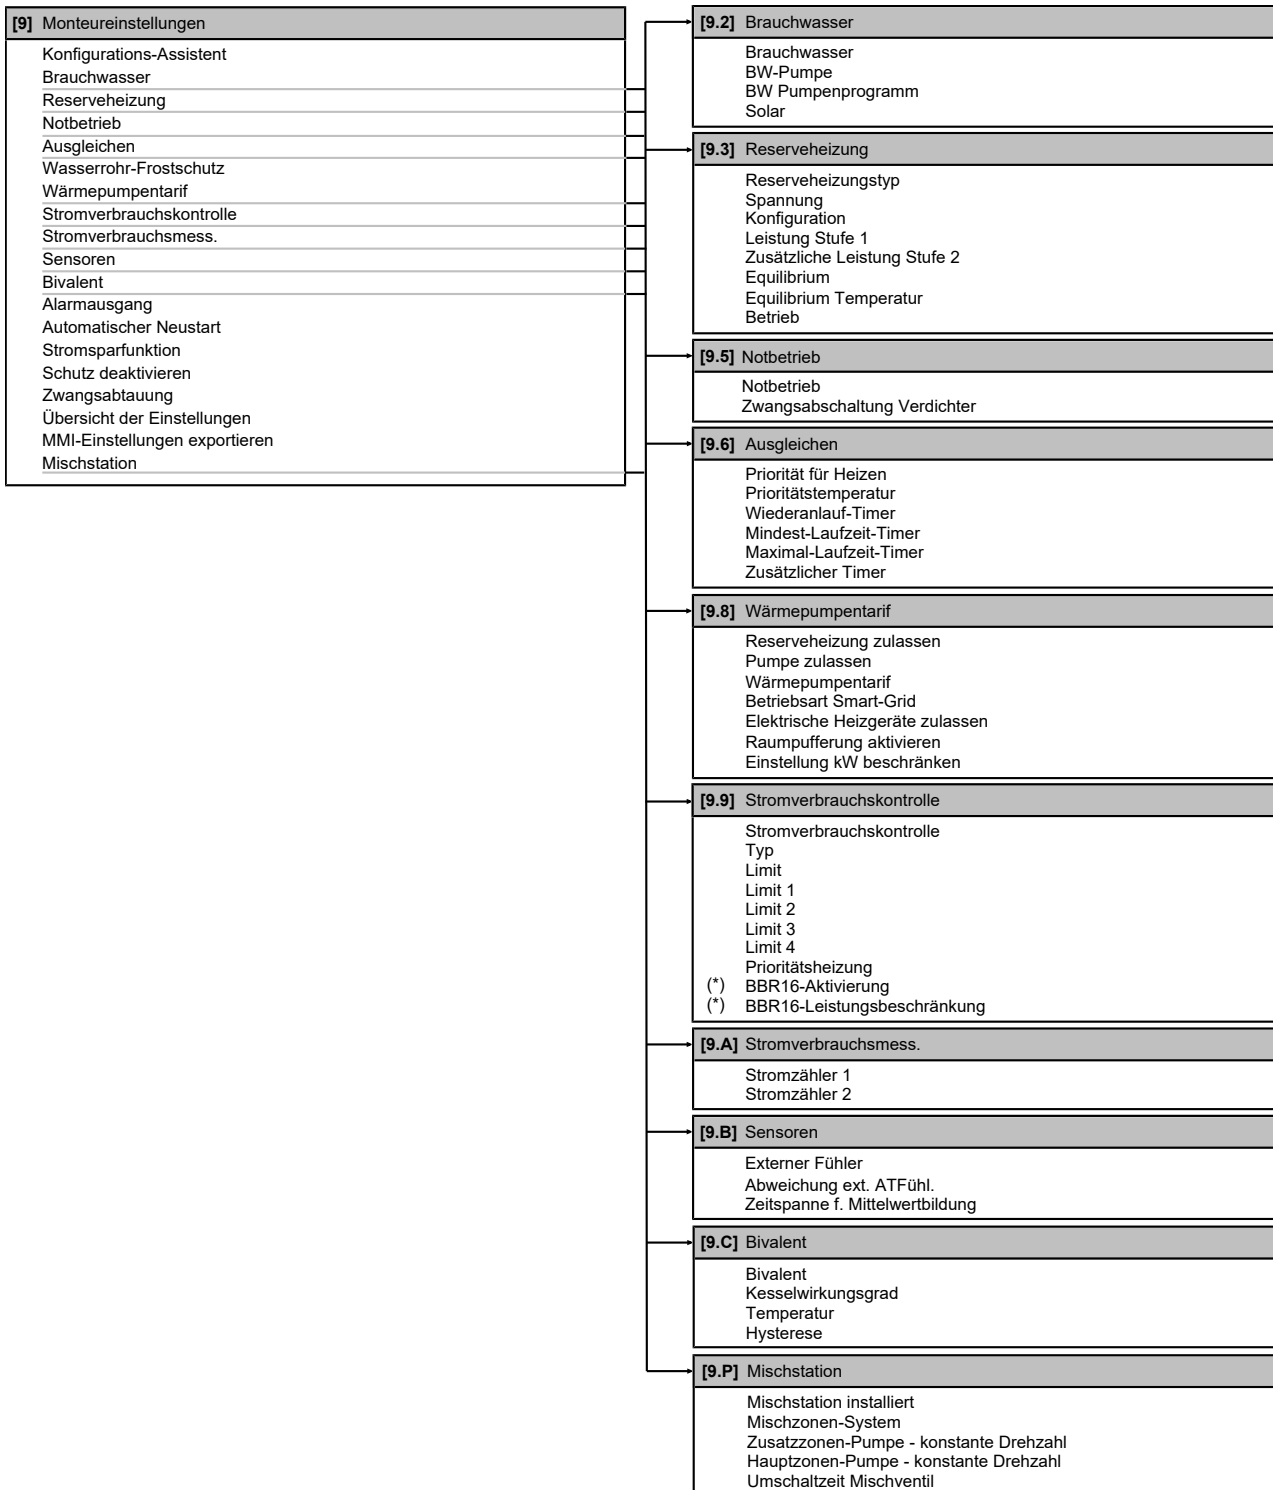 [9] Monteureinstellungen
Konfigurations-Assistent
Brauchwasser
Reserveheizung
Notbetrieb
Ausgleichen
Wasserrohr-Frostschutz
Wärmepumpentarif
Stromverbrauchskontrolle
Stromverbrauchsmess.
Sensoren
Bivalent
Alarmausgang
Automatischer Neustart
Stromsparfunktion
Schutz deaktivieren
Zwangsabtauung
Übersicht der Einstellungen
MMI-Einstellungen exportieren
Mischstation
[9.2] Brauchwasser
Brauchwasser
BW-Pumpe
BW Pumpenprogramm
Solar
[9.3] Reserveheizung
Reserveheizungstyp
Spannung
Konfiguration
Leistung Stufe 1
Zusätzliche Leistung Stufe 2
Equilibrium
Equilibrium Temperatur
Betrieb
[9.5] Notbetrieb
Notbetrieb
Zwangsabschaltung Verdichter
[9.6] Ausgleichen
Priorität für Heizen
Prioritätstemperatur
Wiederanlauf-Timer
Mindest-Laufzeit-Timer
Maximal-Laufzeit-Timer
Zusätzlicher Timer
[9.8] Wärmepumpentarif
Reserveheizung zulassen
Pumpe zulassen
Wärmepumpentarif
Betriebsart Smart-Grid
Elektrische Heizgeräte zulassen
Raumpufferung aktivieren
Einstellung kW beschränken
[9.9] Stromverbrauchskontrolle
Stromverbrauchskontrolle
Typ
Limit
Limit 1
Limit 2
Limit 3
Limit 4
Prioritätsheizung
(*) BBR16-Aktivierung
(*) BBR16-Leistungsbeschränkung
[9.A] Stromverbrauchsmess.
Stromzähler 1
Stromzähler 2
[9.B] Sensoren
Externer Fühler
Abweichung ext. ATFühl.
Zeitspanne f. Mittelwertbildung
[9.C] Bivalent
Bivalent
Kesselwirkungsgrad
Temperatur
Hysterese
[9.P] Mischstation
Mischstation installiert
Mischzonen-System
Zusatzzonen-Pumpe - konstante Drehzahl
Hauptzonen-Pumpe - konstante Drehzahl
Umschaltzeit Mischventil